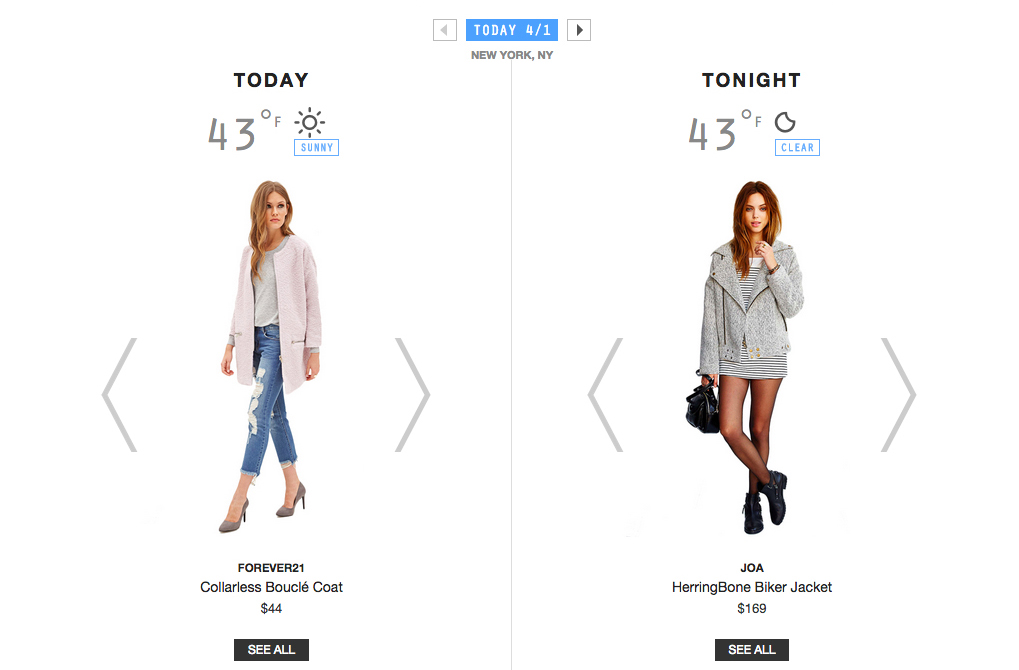 TODAY 4/1
NEW YORK, NY
TODAY
43°F
SUNNY
FOREVER21
Collarless Bouclé Coat
$44
SEE ALL
TONIGHT
43°F
CLEAR
JOA
HerringBone Biker Jacket
$169
SEE ALL